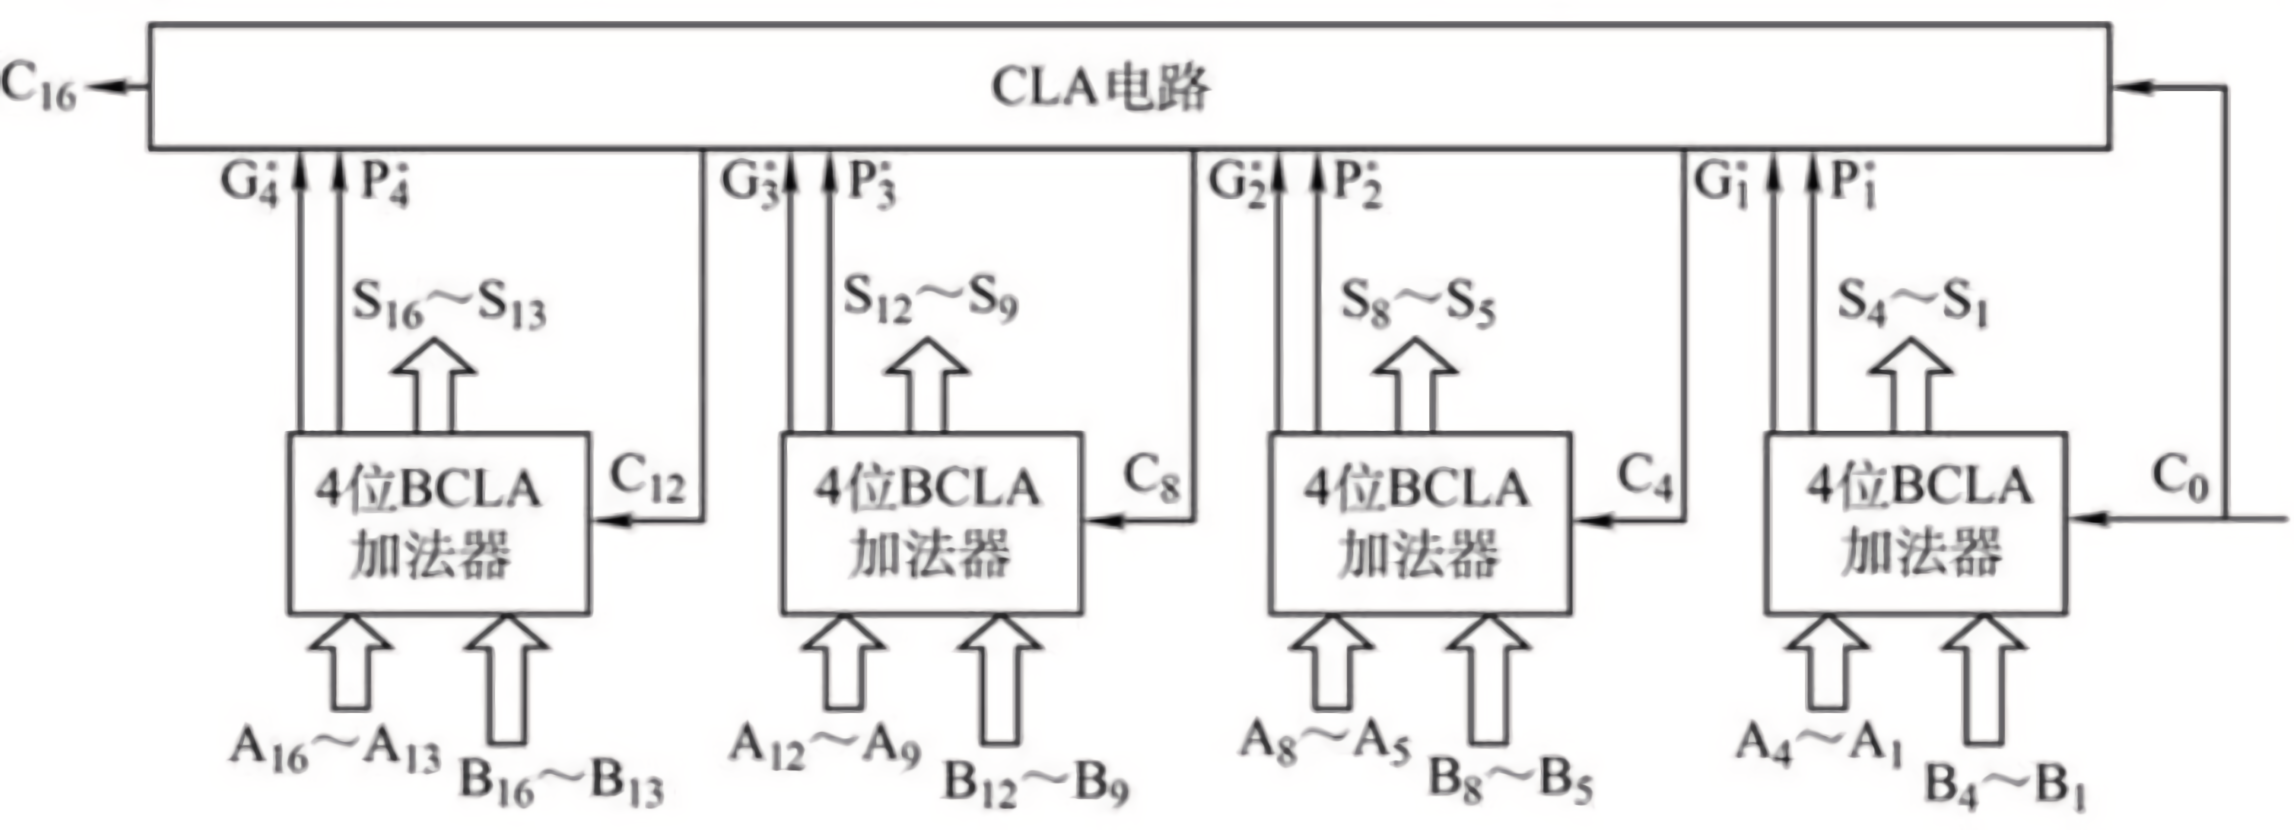 C₁₆
CLA电路
G₄* P₄* G₃* P₃* G₂* P₂* G₁* P₁*
S₁₆～S₁₃ S₁₂～S₉ S₈～S₅ S₄～S₁
4位BCLA
加法器
C₁₂
4位BCLA
加法器
C₈
4位BCLA
加法器
C₄
4位BCLA
加法器
C₀
A₁₆～A₁₃ B₁₆～B₁₃ A₁₂～A₉ B₁₂～B₉ A₈～A₅ B₈～B₅ A₄～A₁ B₄～B₁